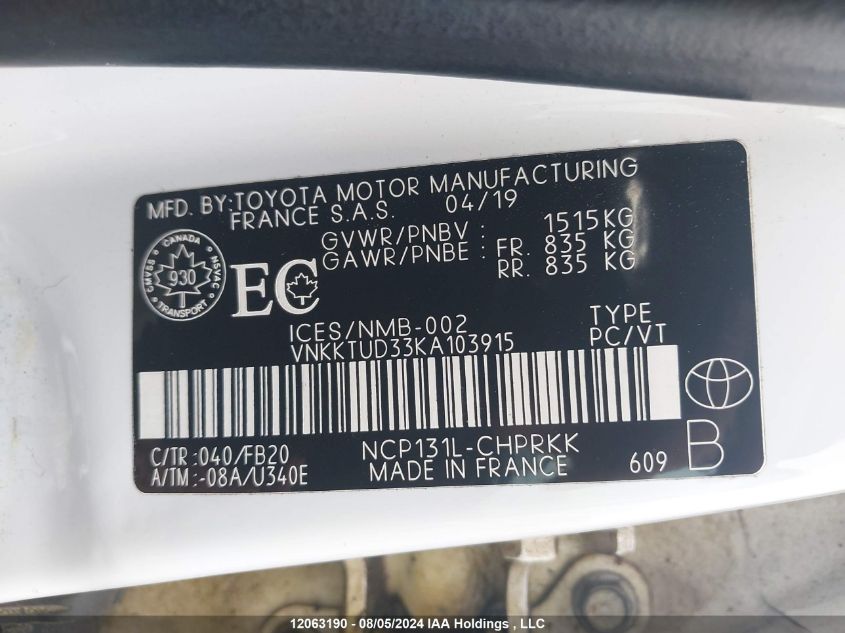 MFD. BY:TOYOTA MOTOR MANUFACTURING
FRANCE S.A.S. 04/19
GVWR/PNBV : 1515KG
GAWR/PNBE : FR. 835 KG
RR. 835 KG
CANADA
CMVSS 930 NSVAC
TRANSPORT
EC
ICES/NMB-002 TYPE
VNKKTUD33KA103915 PC/VT
C/TR:040/FB20 NCP131L-CHPRKK
A/TM:-08A/U340E MADE IN FRANCE 609 B
12063190 - 08/05/2024 IAA Holdings , LLC